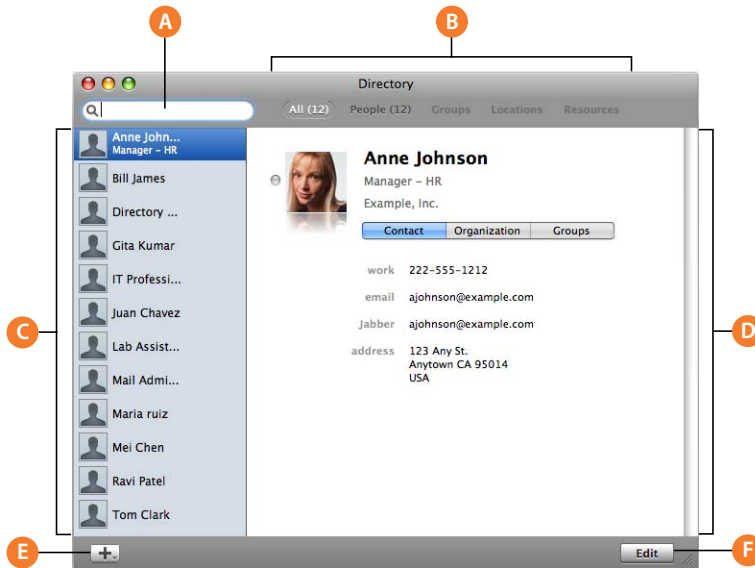 A
B
Directory
All (12) People (12) Groups Locations Resources
Anne John...
Manager – HR
Bill James
Directory ...
Gita Kumar
IT Professi...
Juan Chavez
Lab Assist...
Mail Admi...
Maria ruiz
Mei Chen
Ravi Patel
Tom Clark
Anne Johnson
Manager – HR
Example, Inc.
Contact Organization Groups
work 222-555-1212
email ajohnson@example.com
Jabber ajohnson@example.com
address 123 Any St.
Anytown CA 95014
USA
C
D
E
Edit
F